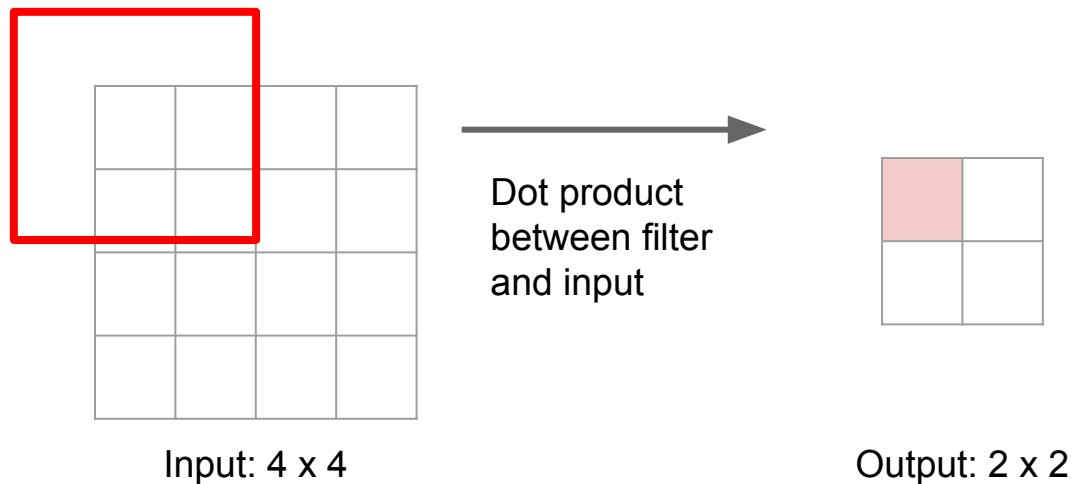 Dot product
between filter
and input
Input: 4 x 4
Output: 2 x 2